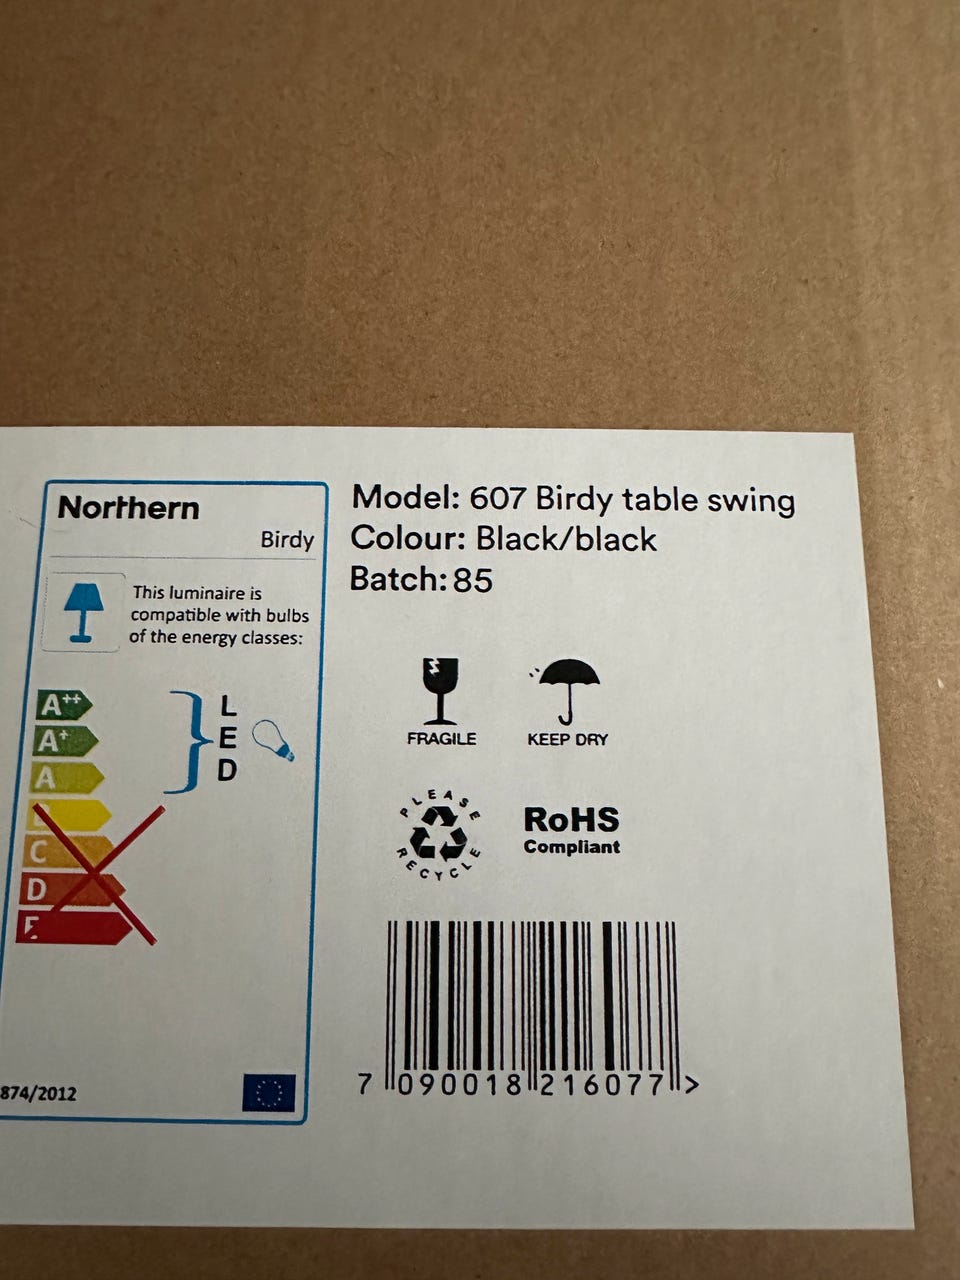 Northern
Birdy
This luminaire is
compatible with bulbs
of the energy classes:
A++
A+
A
C
D
E
L
E
D
874/2012
Model: 607 Birdy table swing
Colour: Black/black
Batch: 85
FRAGILE
KEEP DRY
PLEASE
RECYCLE
RoHS
Compliant
7 090018 216077 >